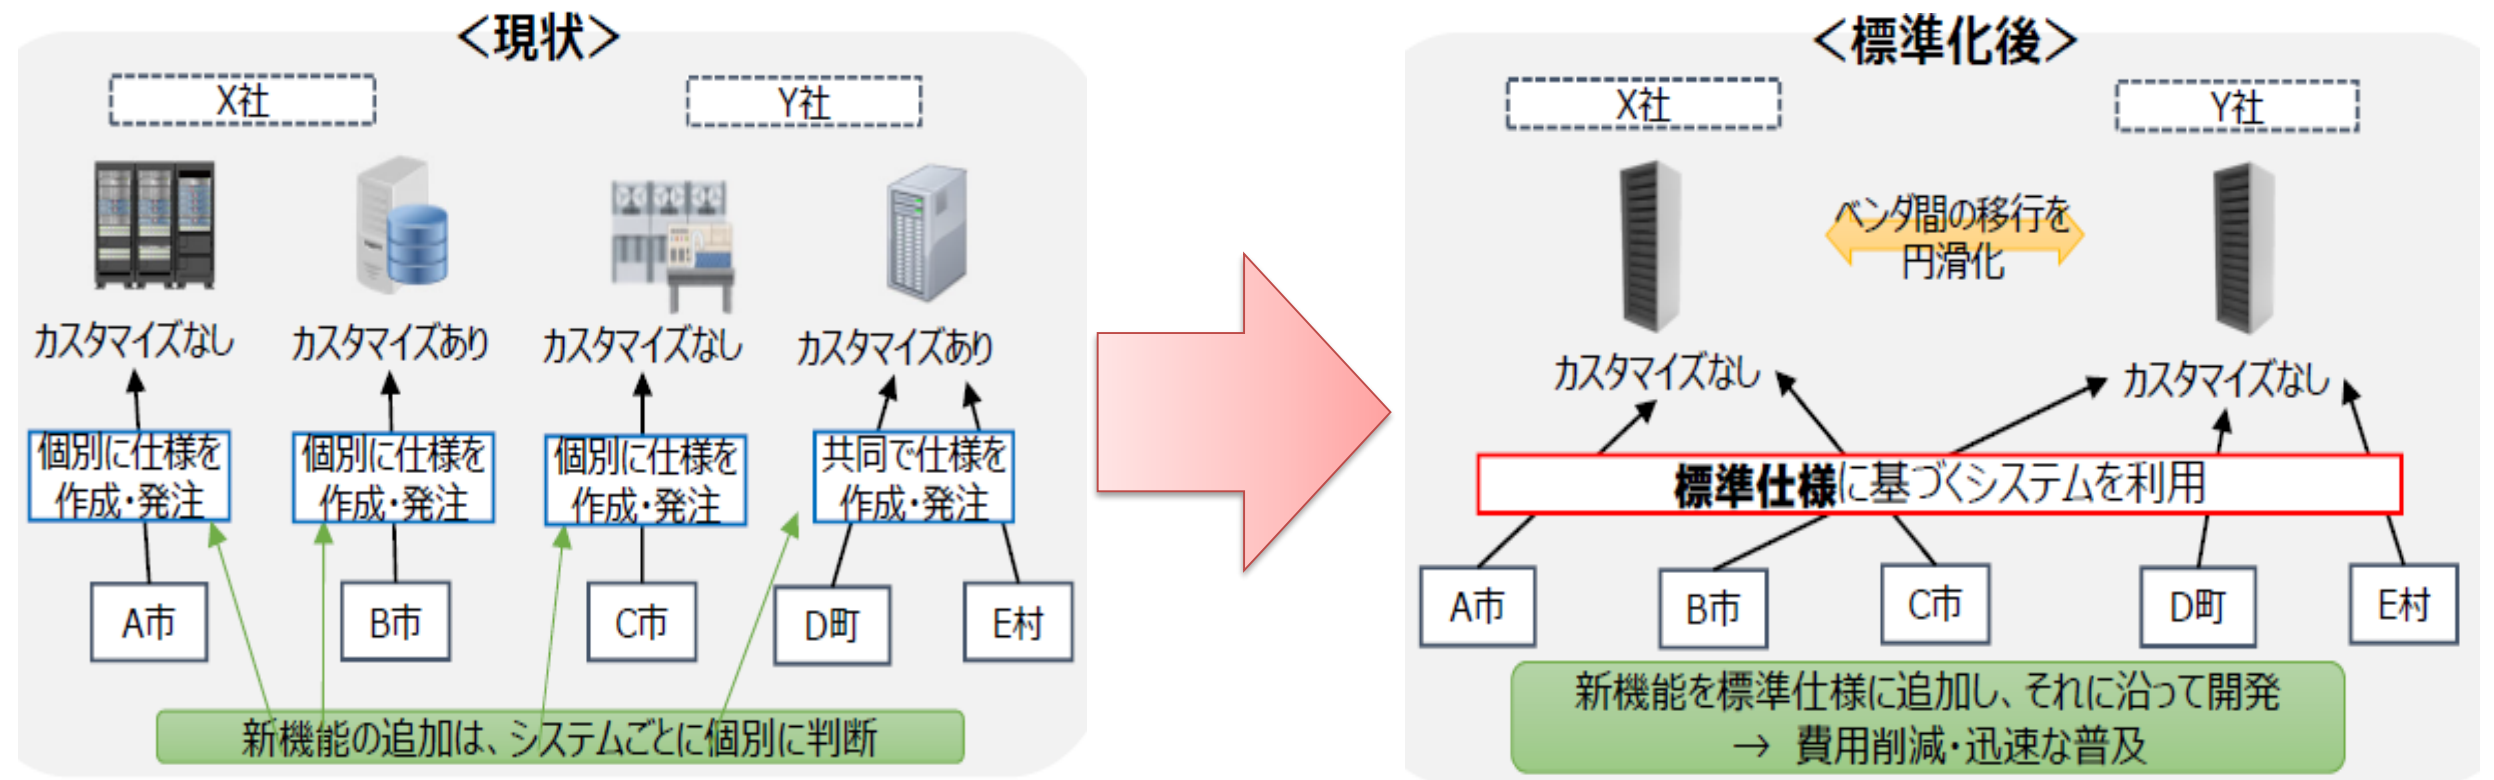 ＜現状＞
X社
Y社
カスタマイズなし
カスタマイズあり
カスタマイズなし
カスタマイズあり
個別に仕様を
作成・発注
個別に仕様を
作成・発注
個別に仕様を
作成・発注
共同で仕様を
作成・発注
A市
B市
C市
D町
E村
新機能の追加は、システムごとに個別に判断
＜標準化後＞
X社
Y社
ベンダ間の移行を
円滑化
カスタマイズなし
カスタマイズなし
標準仕様に基づくシステムを利用
A市
B市
C市
D町
E村
新機能を標準仕様に追加し、それに沿って開発
→ 費用削減・迅速な普及